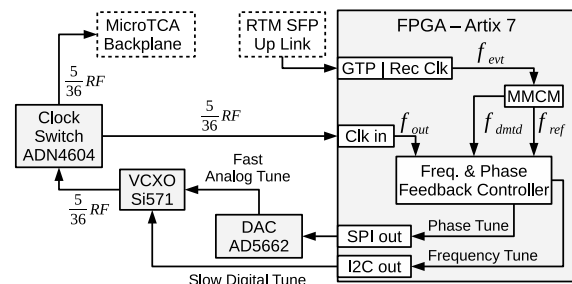 MicroTCA
Backplane
RTM SFP
Up Link
FPGA – Artix 7
GTP | Rec Clk
f_evt
MMCM
5/36 RF
Clock
Switch
ADN4604
5/36 RF
Clk in
f_out
f_dmtd
f_ref
Fast
Analog Tune
VCXO
Si571
5/36 RF
Freq. & Phase
Feedback Controller
DAC
AD5662
SPI out
Phase Tune
I2C out
Frequency Tune
Slow Digital Tune